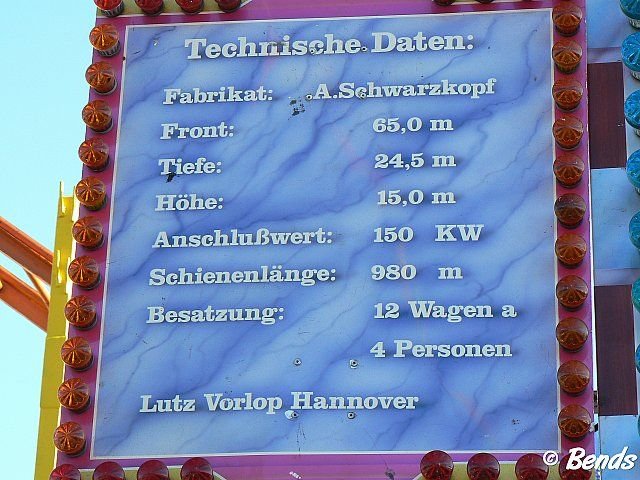 Technische Daten:
Fabrikat: A.Schwarzkopf
Front: 65,0 m
Tiefe: 24,5 m
Höhe: 15,0 m
Anschlußwert: 150 KW
Schienenlänge: 980 m
Besatzung: 12 Wagen a
4 Personen
Lutz Vorlop Hannover
© Bends